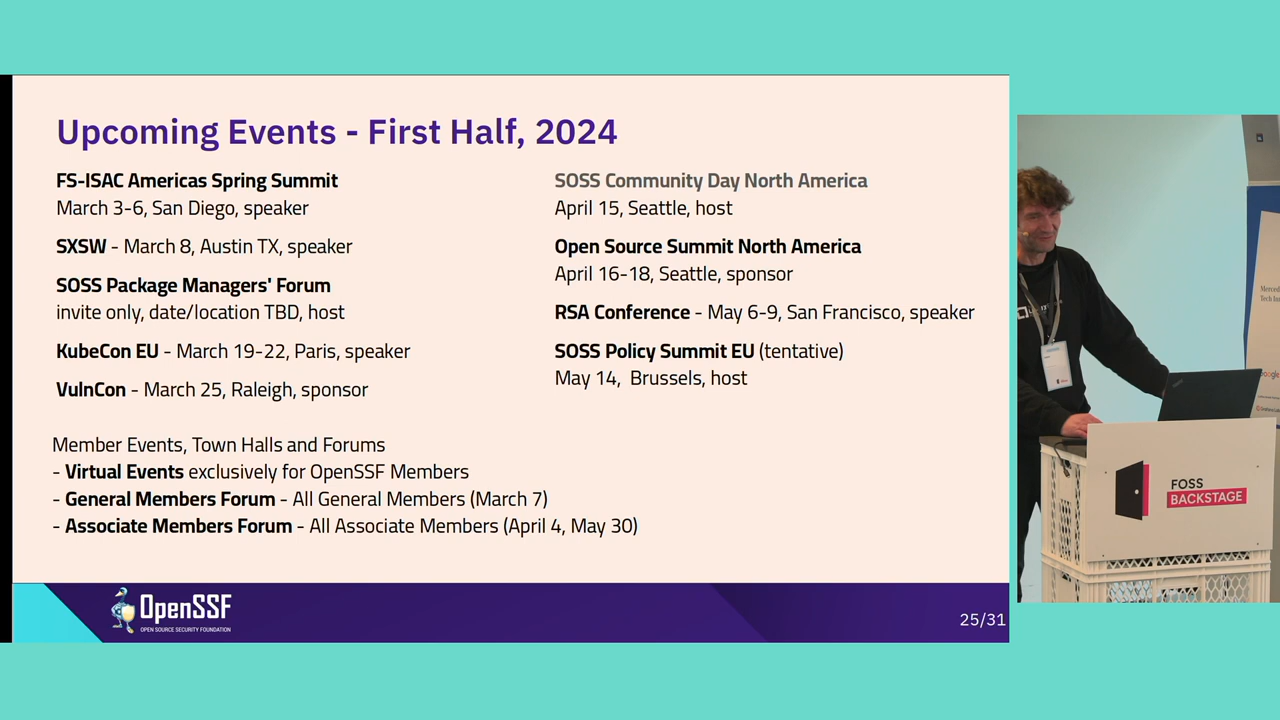 Upcoming Events - First Half, 2024
FS-ISAC Americas Spring Summit
March 3-6, San Diego, speaker
SXSW - March 8, Austin TX, speaker
SOSS Package Managers' Forum
invite only, date/location TBD, host
KubeCon EU - March 19-22, Paris, speaker
VulnCon - March 25, Raleigh, sponsor
SOSS Community Day North America
April 15, Seattle, host
Open Source Summit North America
April 16-18, Seattle, sponsor
RSA Conference - May 6-9, San Francisco, speaker
SOSS Policy Summit EU (tentative)
May 14, Brussels, host
Member Events, Town Halls and Forums
- Virtual Events exclusively for OpenSSF Members
- General Members Forum - All General Members (March 7)
- Associate Members Forum - All Associate Members (April 4, May 30)
OpenSSF
OPEN SOURCE SECURITY FOUNDATION
25/31
FOSS
BACKSTAGE